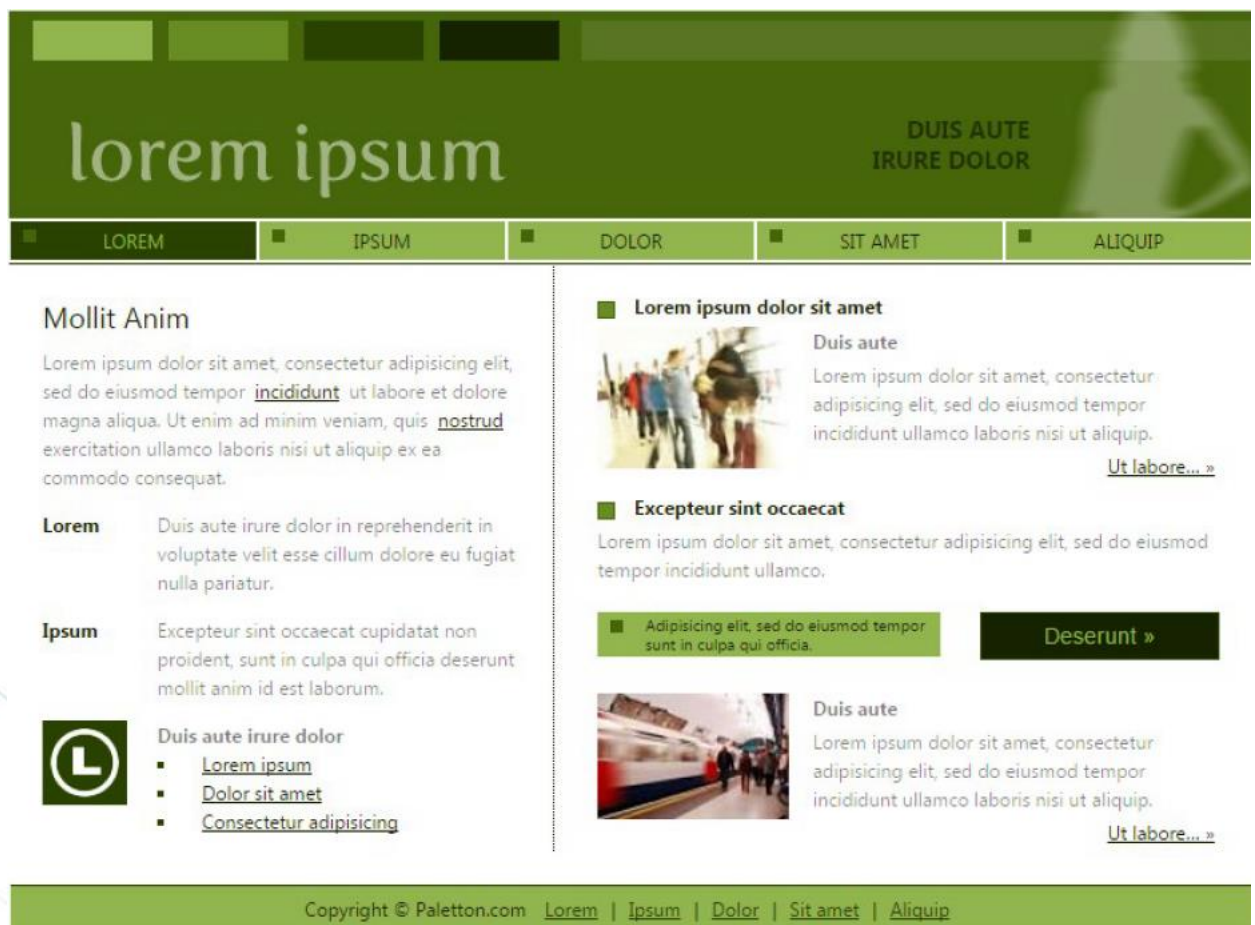 lorem ipsum
DUIS AUTE
IRURE DOLOR
LOREM
IPSUM
DOLOR
SIT AMET
ALIQUIP
Mollit Anim
Lorem ipsum dolor sit amet, consectetur adipisicing elit,
sed do eiusmod tempor incididunt ut labore et dolore
magna aliqua. Ut enim ad minim veniam, quis nostrud
exercitation ullamco laboris nisi ut aliquip ex ea
commodo consequat.
Lorem
Duis aute irure dolor in reprehenderit in
voluptate velit esse cillum dolore eu fugiat
nulla pariatur.
Ipsum
Excepteur sint occaecat cupidatat non
proident, sunt in culpa qui officia deserunt
mollit anim id est laborum.
L
Duis aute irure dolor
Lorem ipsum
Dolor sit amet
Consectetur adipisicing
Lorem ipsum dolor sit amet
Duis aute
Lorem ipsum dolor sit amet, consectetur
adipisicing elit, sed do eiusmod tempor
incididunt ullamco laboris nisi ut aliquip.
Ut labore... »
Excepteur sint occaecat
Lorem ipsum dolor sit amet, consectetur adipisicing elit, sed do eiusmod
tempor incididunt ullamco.
Adipisicing elit, sed do eiusmod tempor
sunt in culpa qui officia.
Deserunt »
Duis aute
Lorem ipsum dolor sit amet, consectetur
adipisicing elit, sed do eiusmod tempor
incididunt ullamco laboris nisi ut aliquip.
Ut labore... »
Copyright © Paletton.com Lorem | Ipsum | Dolor | Sit amet | Aliquip